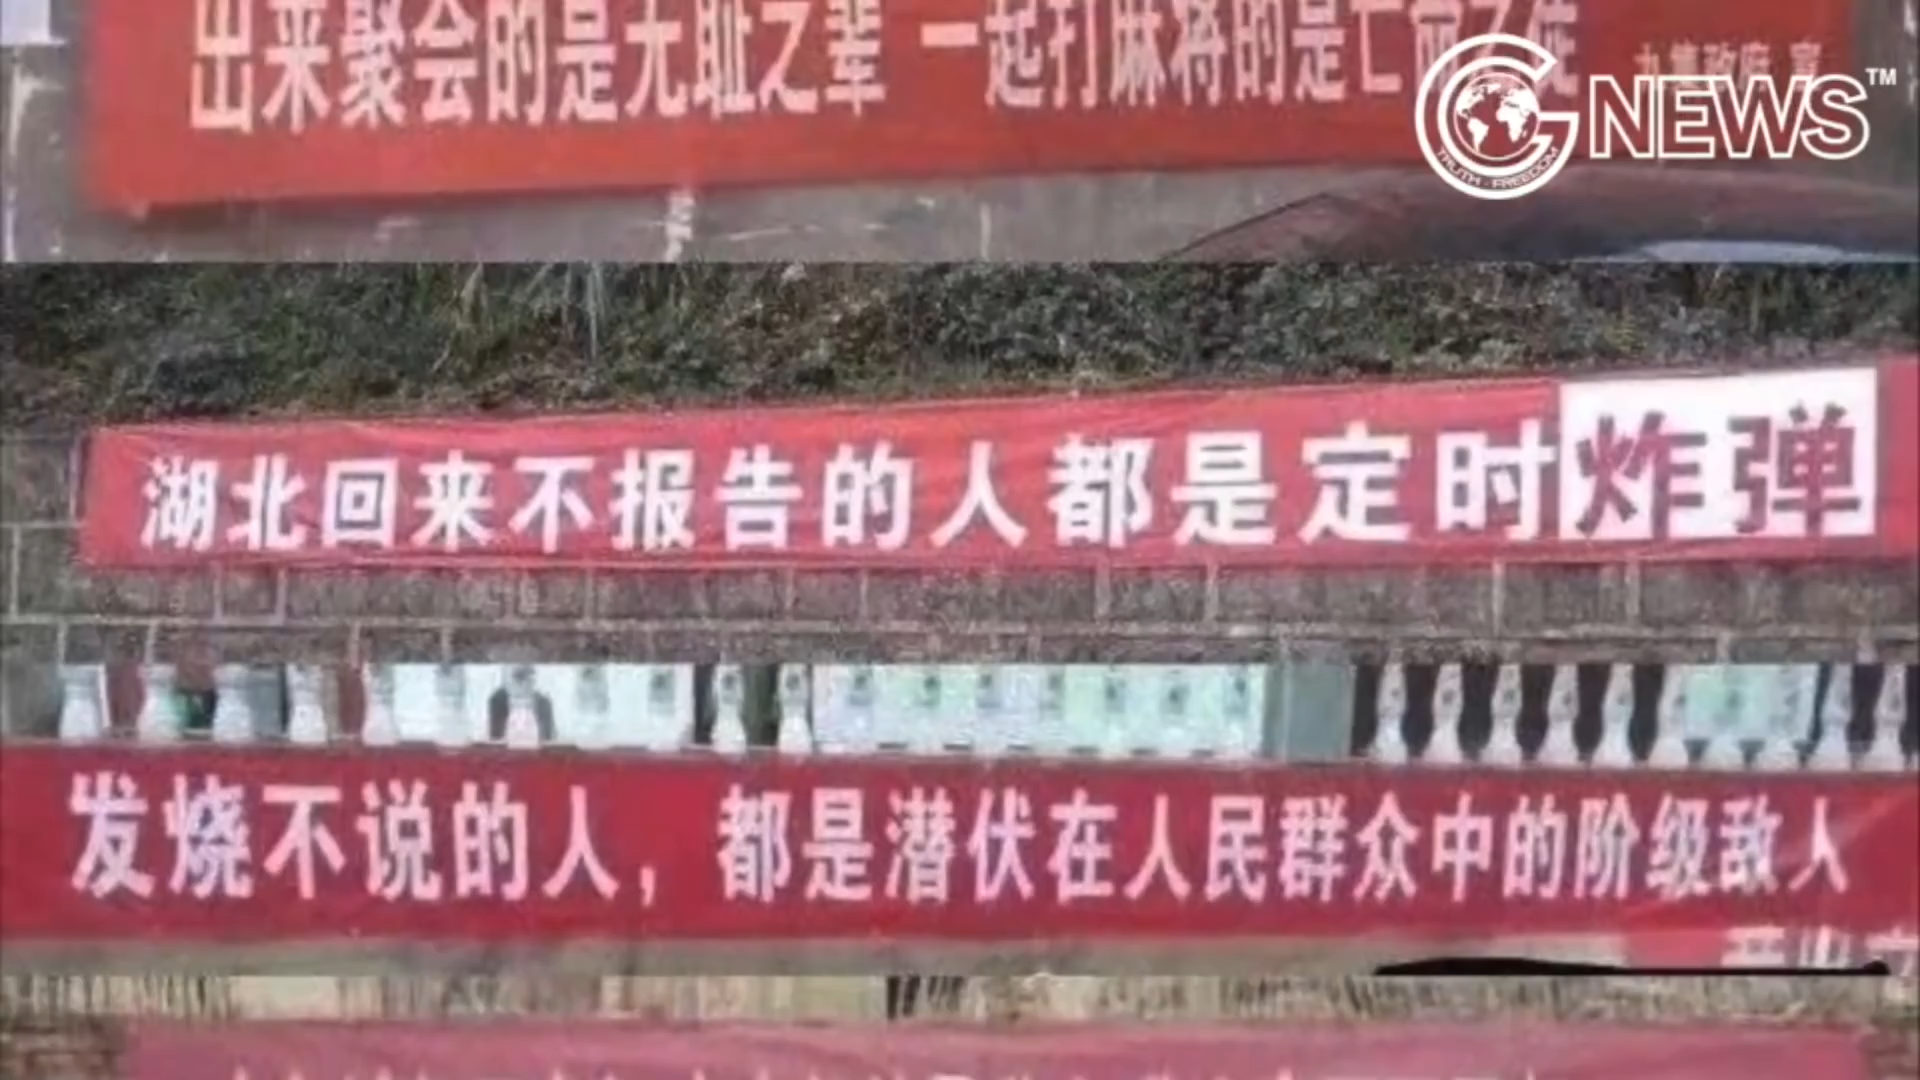 出来聚会的是无耻之辈 一起打麻将的是亡命之徒
GNEWS™
TRUTH · FREEDOM
湖北回来不报告的人都是定时炸弹
发烧不说的人，都是潜伏在人民群众中的阶级敌人